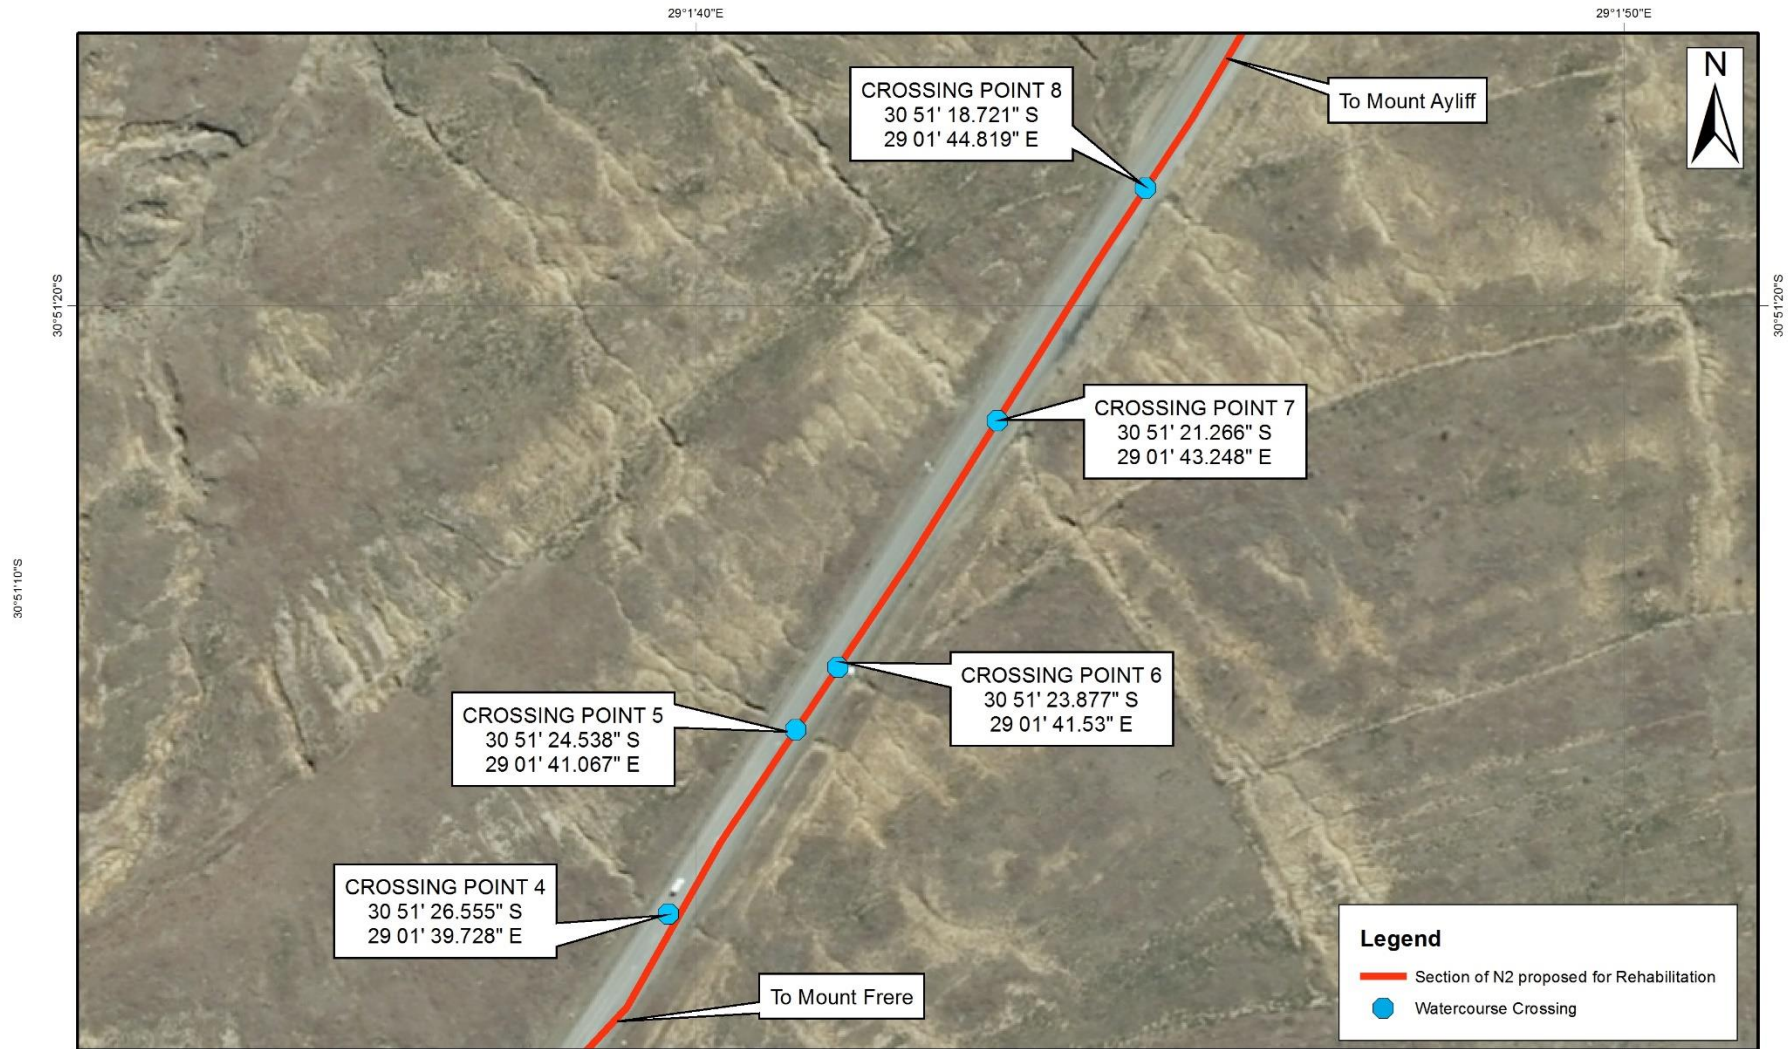 29°1'40"E
29°1'50"E
N
CROSSING POINT 8
30 51' 18.721" S
29 01' 44.819" E
To Mount Ayliff
30°51'20"S
30°51'20"S
CROSSING POINT 7
30 51' 21.266" S
29 01' 43.248" E
30°51'10"S
CROSSING POINT 6
30 51' 23.877" S
29 01' 41.53" E
CROSSING POINT 5
30 51' 24.538" S
29 01' 41.067" E
CROSSING POINT 4
30 51' 26.555" S
29 01' 39.728" E
To Mount Frere
Legend
Section of N2 proposed for Rehabilitation
Watercourse Crossing